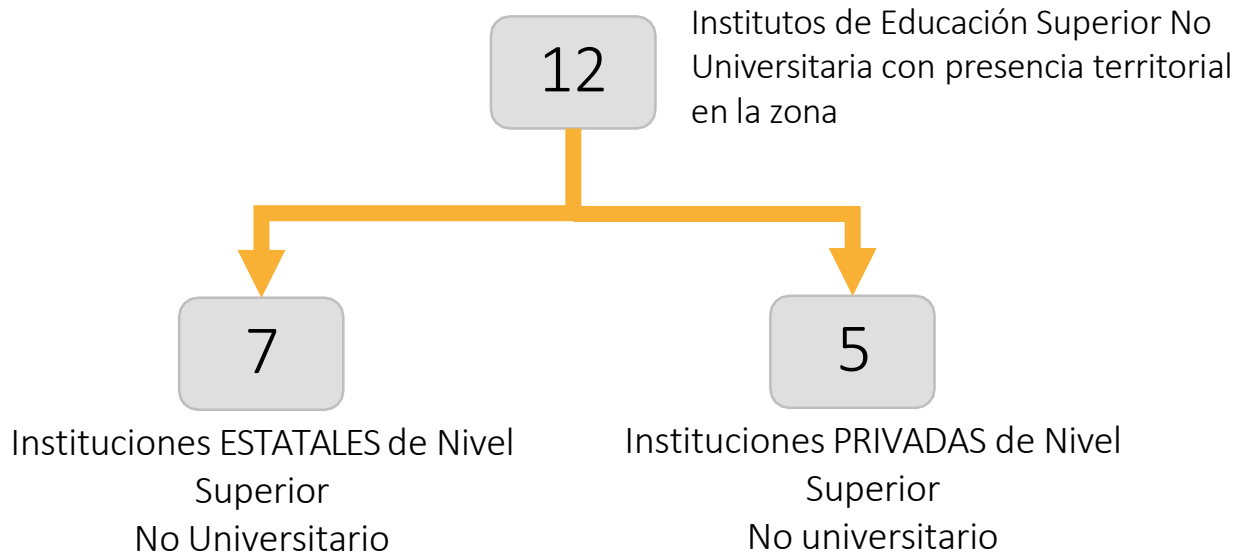 12
Institutos de Educación Superior No
Universitaria con presencia territorial
en la zona
7
Instituciones ESTATALES de Nivel
Superior
No Universitario
5
Instituciones PRIVADAS de Nivel
Superior
No universitario